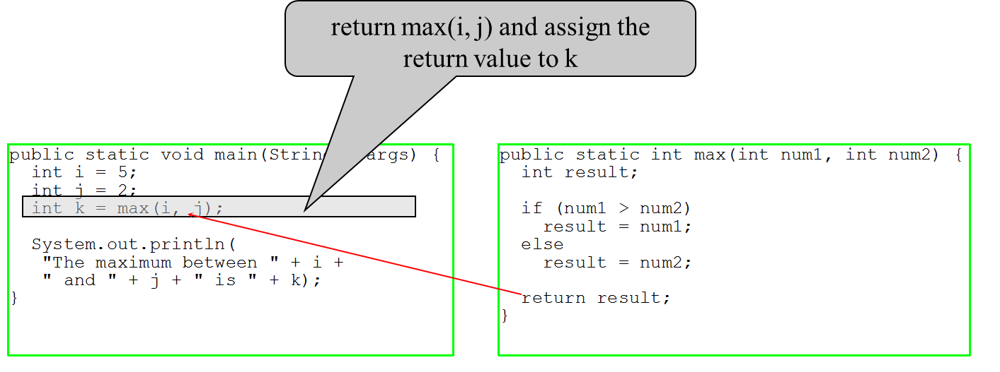 return max(i, j) and assign the
return value to k
public static void main(Strin args) {
  int i = 5;
  int j = 2;
  int k = max(i, j);
  System.out.println(
   "The maximum between " + i +
   " and " + j + " is " + k);
}
public static int max(int num1, int num2) {
  int result;
  if (num1 > num2)
    result = num1;
  else
    result = num2;
  return result;
}